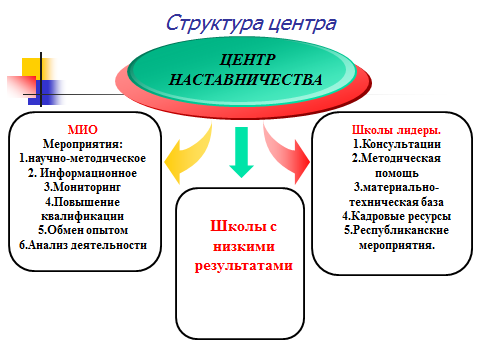 Структура центра
ЦЕНТР
НАСТАВНИЧЕСТВА
МИО
Мероприятия:
1.научно-методическое
2. Информационное
3.Мониторинг
4.Повышение
квалификации
5.Обмен опытом
6.Анализ деятельности
Школы с
низкими
результатами
Школы лидеры.
1.Консультации
2.Методическая
помощь
3.материально-
техническая база
4.Кадровые ресурсы
5.Республиканские
мероприятия.